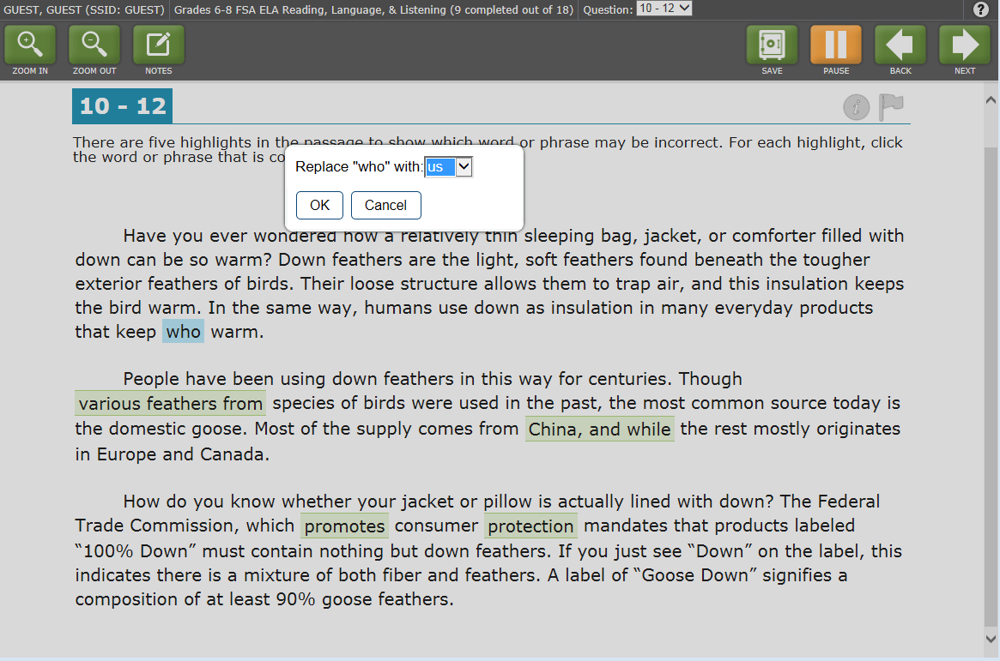 GUEST, GUEST (SSID: GUEST) Grades 6-8 FSA ELA Reading, Language, & Listening (9 completed out of 18) Question: 10 - 12
ZOOM IN ZOOM OUT NOTES SAVE PAUSE BACK NEXT
10 - 12
There are five highlights in the passage to show which word or phrase may be incorrect. For each highlight, click
the word or phrase that is co
Replace "who" with: us
OK Cancel
Have you ever wondered how a relatively thin sleeping bag, jacket, or comforter filled with
down can be so warm? Down feathers are the light, soft feathers found beneath the tougher
exterior feathers of birds. Their loose structure allows them to trap air, and this insulation keeps
the bird warm. In the same way, humans use down as insulation in many everyday products
that keep who warm.
People have been using down feathers in this way for centuries. Though
various feathers from species of birds were used in the past, the most common source today is
the domestic goose. Most of the supply comes from China, and while the rest mostly originates
in Europe and Canada.
How do you know whether your jacket or pillow is actually lined with down? The Federal
Trade Commission, which promotes consumer protection mandates that products labeled
“100% Down” must contain nothing but down feathers. If you just see “Down” on the label, this
indicates there is a mixture of both fiber and feathers. A label of “Goose Down” signifies a
composition of at least 90% goose feathers.